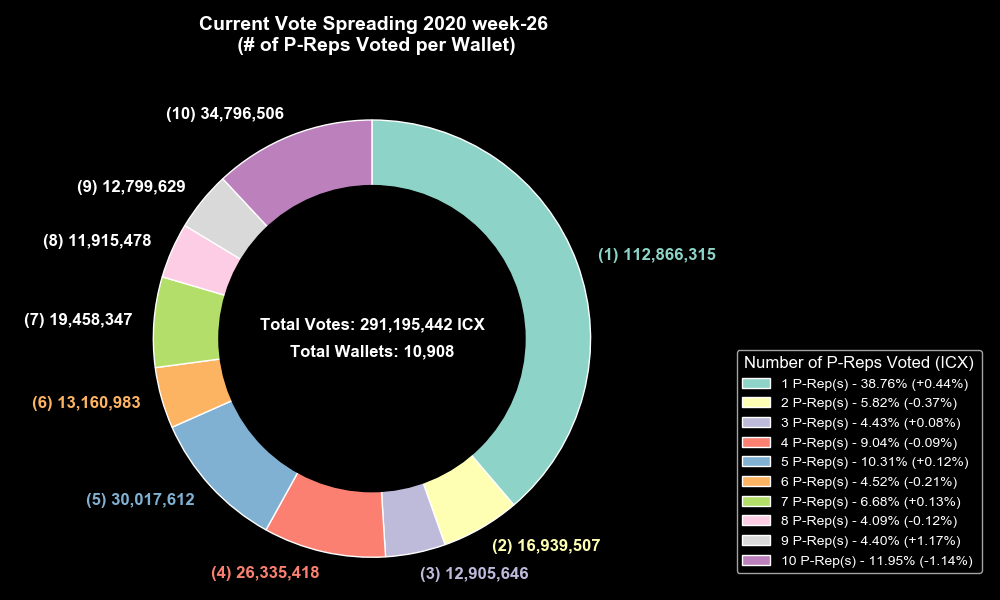 Current Vote Spreading 2020 week-26
(# of P-Reps Voted per Wallet)
(10) 34,796,506
(9) 12,799,629
(8) 11,915,478
(1) 112,866,315
(7) 19,458,347
Total Votes: 291,195,442 ICX
Total Wallets: 10,908
(6) 13,160,983
(5) 30,017,612
(2) 16,939,507
(4) 26,335,418
(3) 12,905,646
Number of P-Reps Voted (ICX)
1 P-Rep(s) - 38.76% (+0.44%)
2 P-Rep(s) - 5.82% (-0.37%)
3 P-Rep(s) - 4.43% (+0.08%)
4 P-Rep(s) - 9.04% (-0.09%)
5 P-Rep(s) - 10.31% (+0.12%)
6 P-Rep(s) - 4.52% (-0.21%)
7 P-Rep(s) - 6.68% (+0.13%)
8 P-Rep(s) - 4.09% (-0.12%)
9 P-Rep(s) - 4.40% (+1.17%)
10 P-Rep(s) - 11.95% (-1.14%)